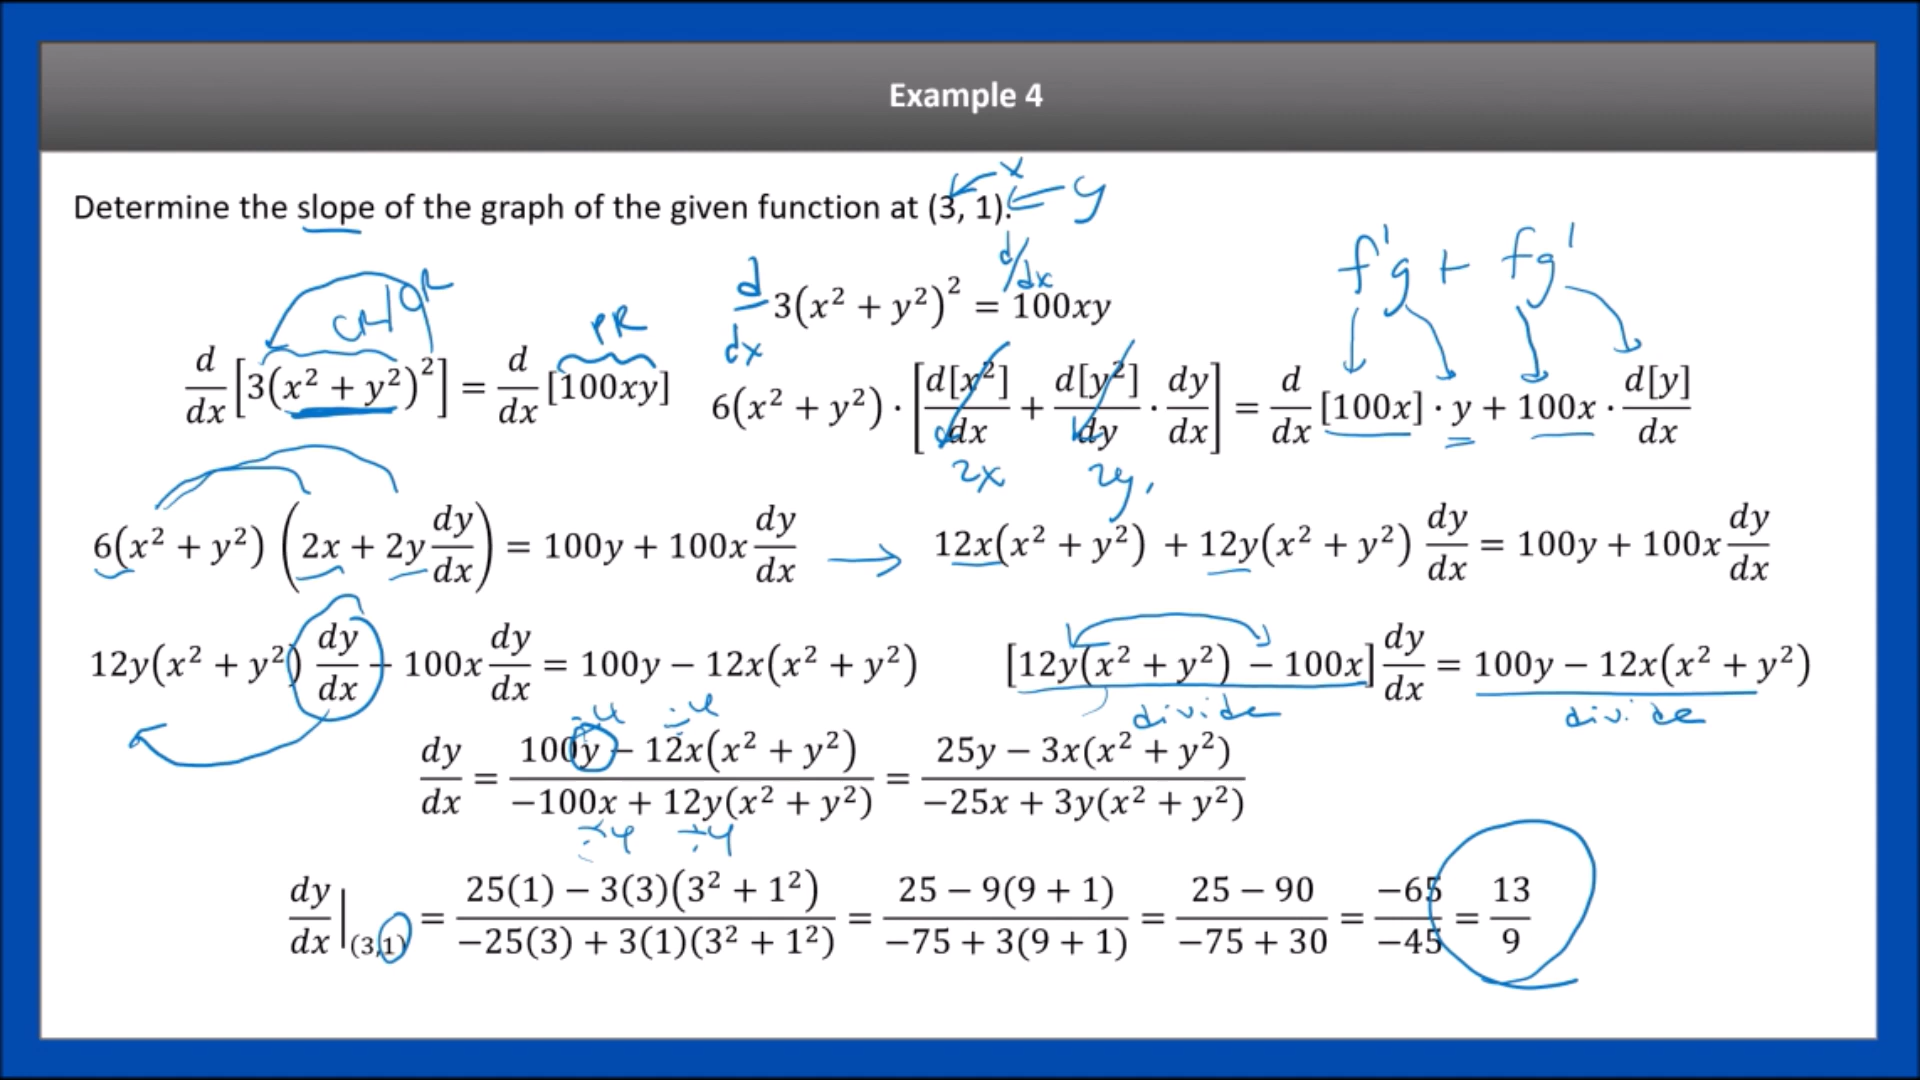 Example 4
Determine the slope of the graph of the given function at (3, 1).
x
y
d/dx
f'g + fg'
d/dx 3(x² + y²)² = 100xy
PR
d/dx [3(x² + y²)²] = d/dx [100xy]
6(x² + y²) · [d[x²]/dx + d[y²]/dy · dy/dx] = d/dx [100x] · y + 100x · d[y]/dx
2x 2y
6(x² + y²) (2x + 2y dy/dx) = 100y + 100x dy/dx → 12x(x² + y²) + 12y(x² + y²) dy/dx = 100y + 100x dy/dx
12y(x² + y²) dy/dx − 100x dy/dx = 100y − 12x(x² + y²)
[12y(x² + y²) − 100x] dy/dx = 100y − 12x(x² + y²)
÷4 ÷4 divide divide
dy/dx = (100y − 12x(x² + y²))/(−100x + 12y(x² + y²)) = (25y − 3x(x² + y²))/(−25x + 3y(x² + y²))
÷4 ÷4
dy/dx |(3,1) = (25(1) − 3(3)(3² + 1²))/(−25(3) + 3(1)(3² + 1²)) = (25 − 9(9 + 1))/(−75 + 3(9 + 1)) = (25 − 90)/(−75 + 30) = −65/−45 = 13/9